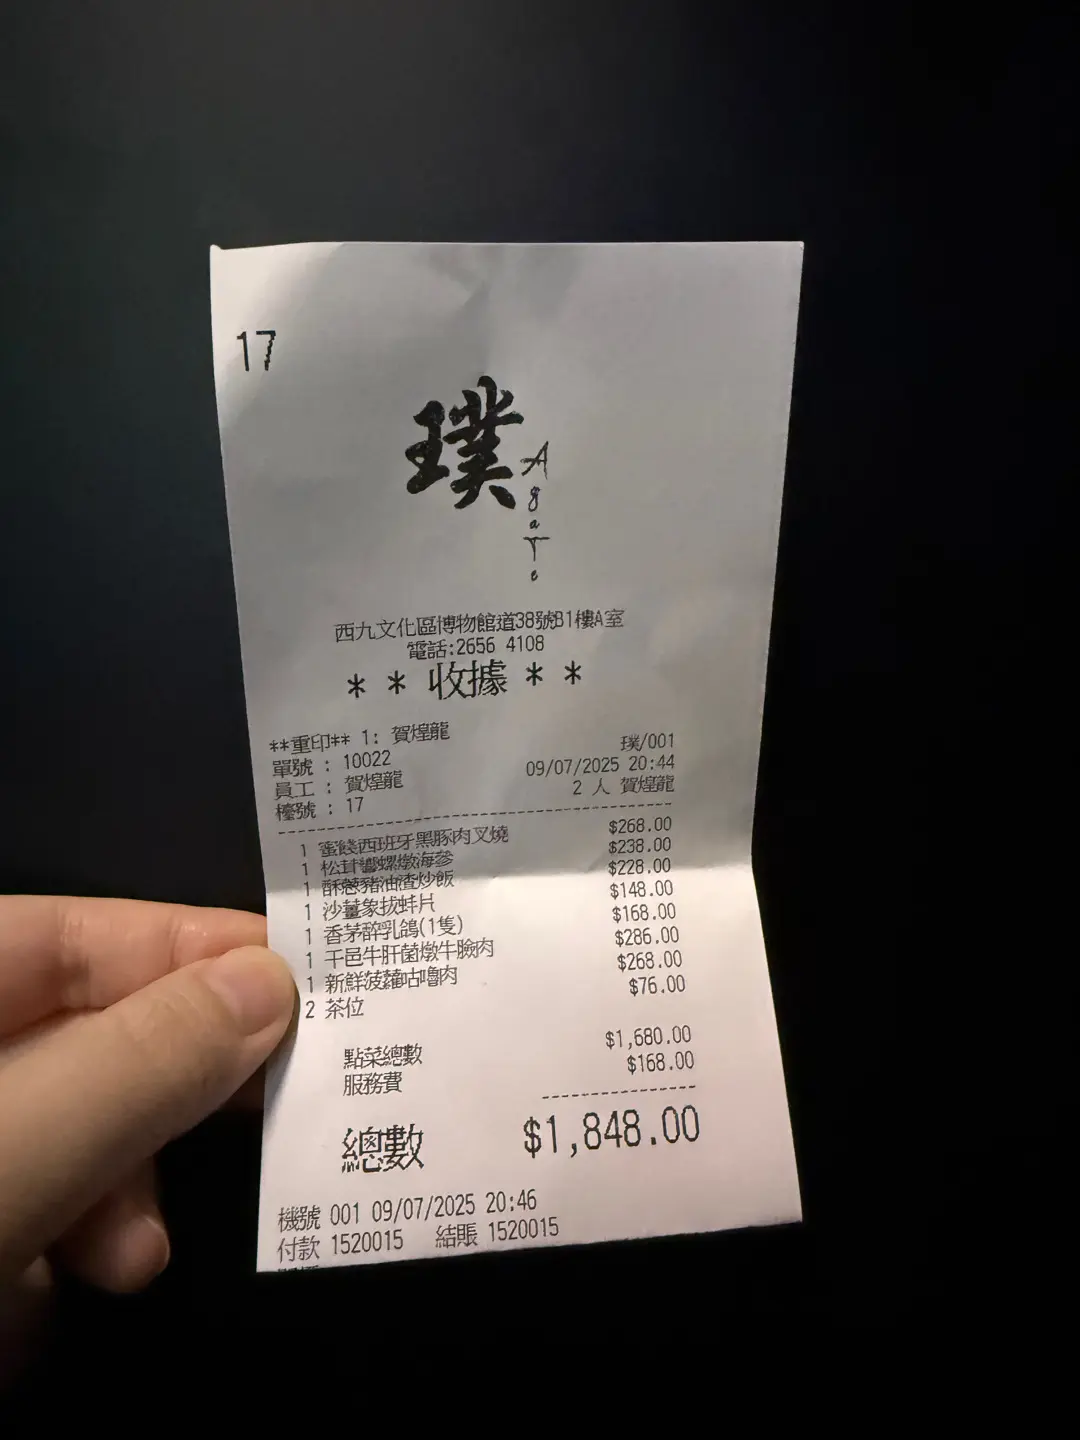 17
璞
AgaTe
西九文化區博物館道38號B1樓A室
電話:2656 4108
* * 收據 * *
**重印** 1: 賀煌龍
璞/001
單號 : 10022
09/07/2025 20:44
員工 : 賀煌龍
2 人 賀煌龍
檯號 : 17
1 蜜餞西班牙黑豚肉叉燒 $268.00
1 松茸響螺燉海參 $238.00
1 酥蔥豬油渣炒飯 $228.00
1 沙薑象拔蚌片 $148.00
1 香茅醉乳鴿(1隻) $168.00
1 干邑牛肝菌燉牛臉肉 $286.00
1 新鮮菠蘿咕嚕肉 $268.00
2 茶位 $76.00
點菜總數 $1,680.00
服務費 $168.00
總數 $1,848.00
機號 001 09/07/2025 20:46
付款 1520015 結賬 1520015